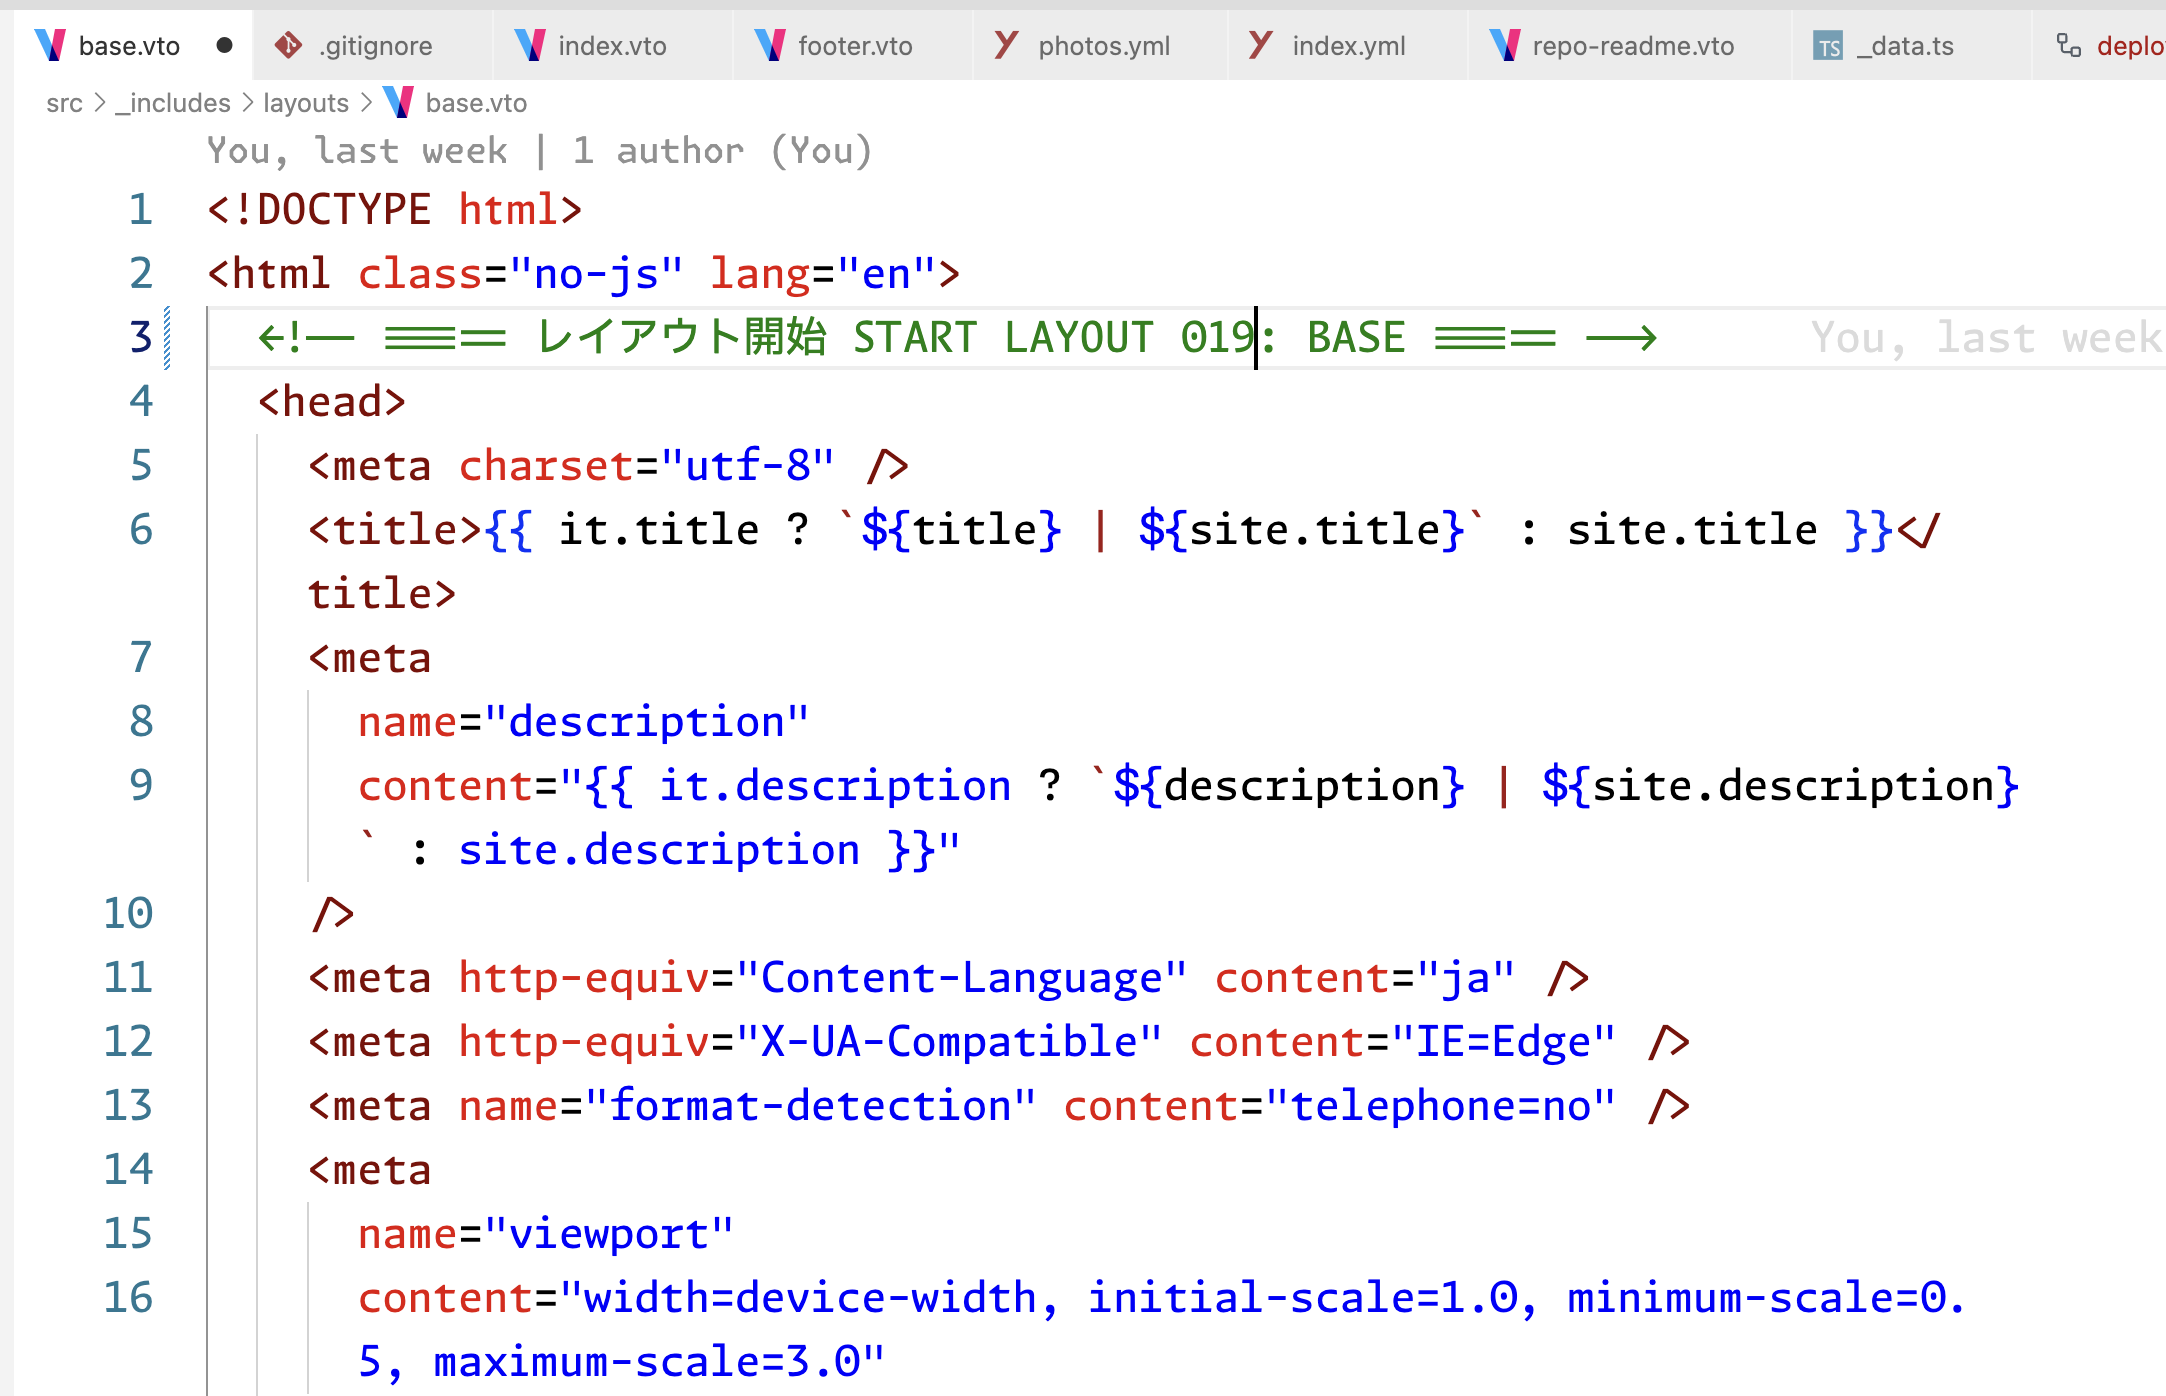 base.vto ● .gitignore index.vto footer.vto photos.yml index.yml repo-readme.vto TS _data.ts deplo
src > _includes > layouts > base.vto
You, last week | 1 author (You)
1 <!DOCTYPE html>
2 <html class="no-js" lang="en">
3 <!-- ===== レイアウト開始 START LAYOUT 019: BASE ===== --> You, last week
4 <head>
5 <meta charset="utf-8" />
6 <title>{{ it.title ? `${title} | ${site.title}` : site.title }}</
title>
7 <meta
8 name="description"
9 content="{{ it.description ? `${description} | ${site.description}
` : site.description }}"
10 />
11 <meta http-equiv="Content-Language" content="ja" />
12 <meta http-equiv="X-UA-Compatible" content="IE=Edge" />
13 <meta name="format-detection" content="telephone=no" />
14 <meta
15 name="viewport"
16 content="width=device-width, initial-scale=1.0, minimum-scale=0.
5, maximum-scale=3.0"